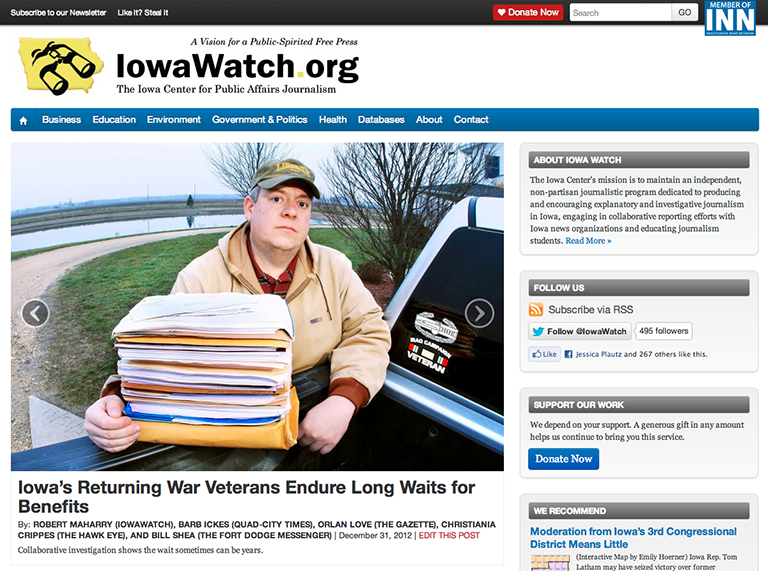 Subscribe to our Newsletter Like it? Steal it
Donate Now Search GO
MEMBER OF
INN
INVESTIGATIVE NEWS NETWORK
A Vision for a Public-Spirited Free Press
IowaWatch.org
The Iowa Center for Public Affairs Journalism
Business Education Environment Government & Politics Health Databases About Contact
LIBERTY
IRAQ CAMPAIGN
VETERAN
Iowa's Returning War Veterans Endure Long Waits for
Benefits
By: ROBERT MAHARRY (IOWAWATCH), BARB ICKES (QUAD-CITY TIMES), ORLAN LOVE (THE GAZETTE), CHRISTIANIA
CRIPPES (THE HAWK EYE), AND BILL SHEA (THE FORT DODGE MESSENGER) | December 31, 2012 | EDIT THIS POST
Collaborative investigation shows the wait sometimes can be years.
ABOUT IOWA WATCH
The Iowa Center's mission is to maintain an independent,
non-partisan journalistic program dedicated to producing
and encouraging explanatory and investigative journalism
in Iowa, engaging in collaborative reporting efforts with
Iowa news organizations and educating journalism
students. Read More »
FOLLOW US
Subscribe via RSS
Follow @IowaWatch 495 followers
Like Jessica Plautz and 267 others like this.
SUPPORT OUR WORK
We depend on your support. A generous gift in any amount
helps us continue to bring you this service.
Donate Now
WE RECOMMEND
Moderation from Iowa's 3rd Congressional
District Means Little
(Interactive Map by Emily Hoerner) Iowa Rep. Tom
Latham may have seized victory over former